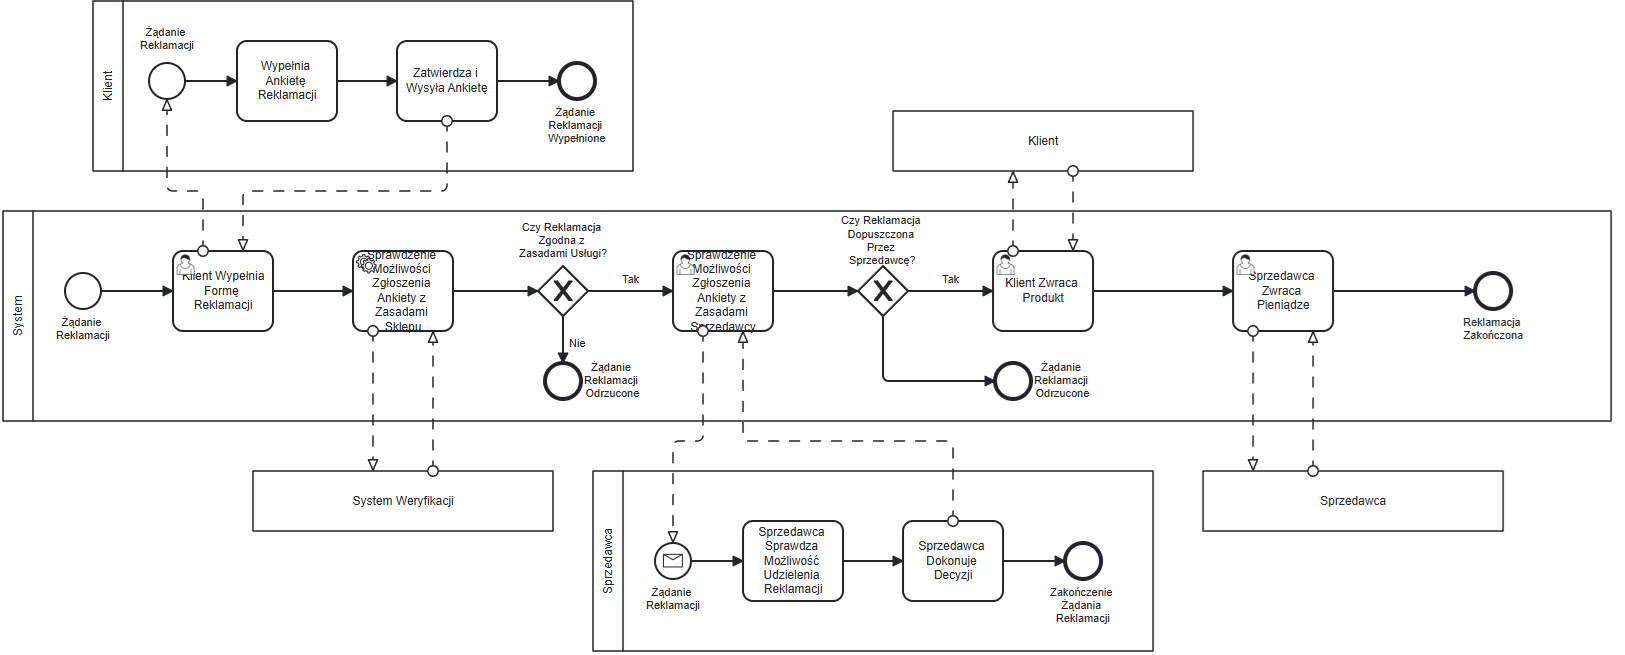 Klient
Żądanie
Reklamacji
Wypełnia
Ankietę
Reklamacji
Zatwierdza i
Wysyła Ankietę
Żądanie
Reklamacji
Wypełnione
Klient
System
Żądanie
Reklamacji
Klient Wypełnia
Formę
Reklamacji
Sprawdzenie
Możliwości
Zgłoszenia
Ankiety z
Zasadami
Sklepu
Czy Reklamacja
Zgodna z
Zasadami Usługi?
Tak
Nie
Żądanie
Reklamacji
Odrzucone
Sprawdzenie
Możliwości
Zgłoszenia
Ankiety z
Zasadami
Sprzedawcy
Czy Reklamacja
Dopuszczona
Przez
Sprzedawcę?
Tak
Żądanie
Reklamacji
Odrzucone
Klient Zwraca
Produkt
Sprzedawca
Zwraca
Pieniądze
Reklamacja
Zakończona
System Weryfikacji
Sprzedawca
Żądanie
Reklamacji
Sprzedawca
Sprawdza
Możliwość
Udzielenia
Reklamacji
Sprzedawca
Dokonuje
Decyzji
Zakończenie
Żądania
Reklamacji
Sprzedawca